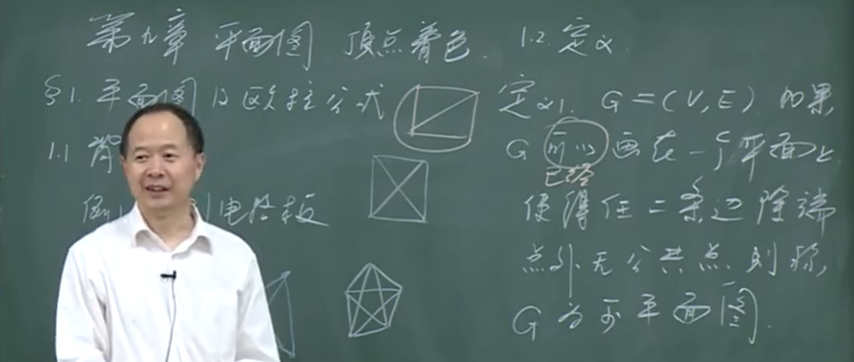 第九章 平面图 顶点着色
§1. 平面图及欧拉公式
1.1 背
例 电路板
1.2. 定义
定义1. G=(V,E) 如果
G 可以画在一个平面上
已经
使得任二条边除端
点外无公共点则称,
G为可平面图.